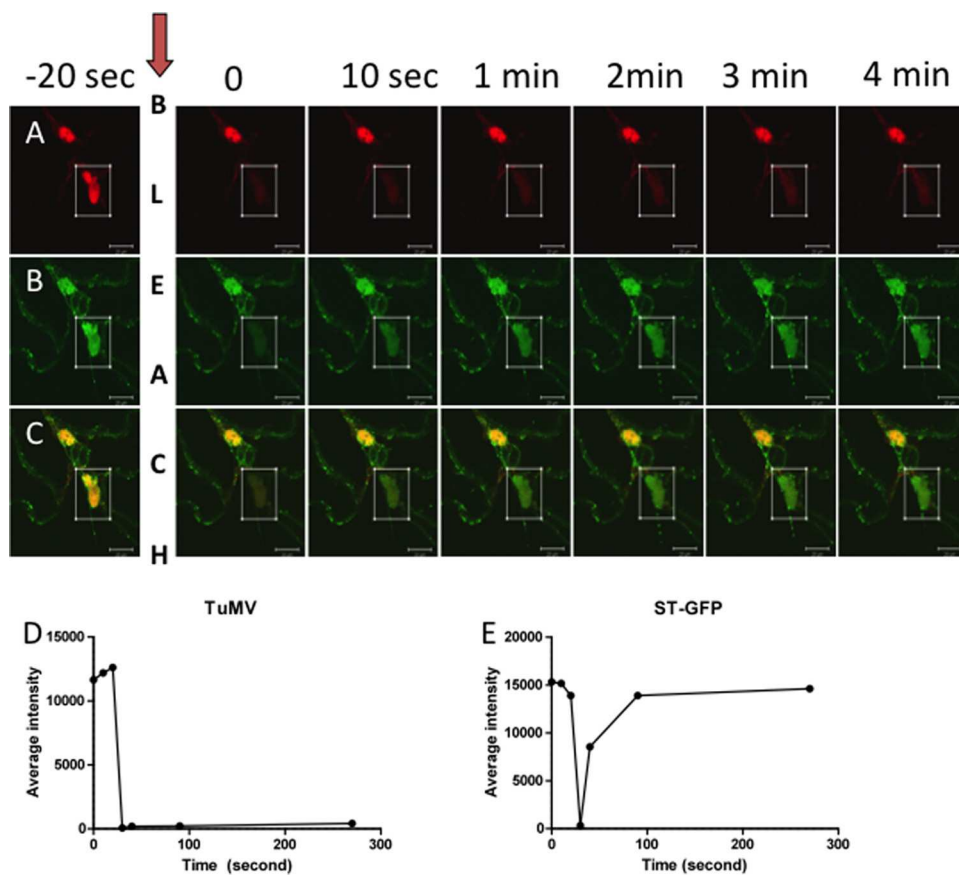 -20 sec 0 10 sec 1 min 2min 3 min 4 min
B
A
L
B
E
A
C
C
H
TuMV
D
15000
10000
5000
0
Average intensity
0 100 200 300
Time (second)
ST-GFP
E
20000
15000
10000
5000
0
Average intensity
0 100 200 300
Time (second)